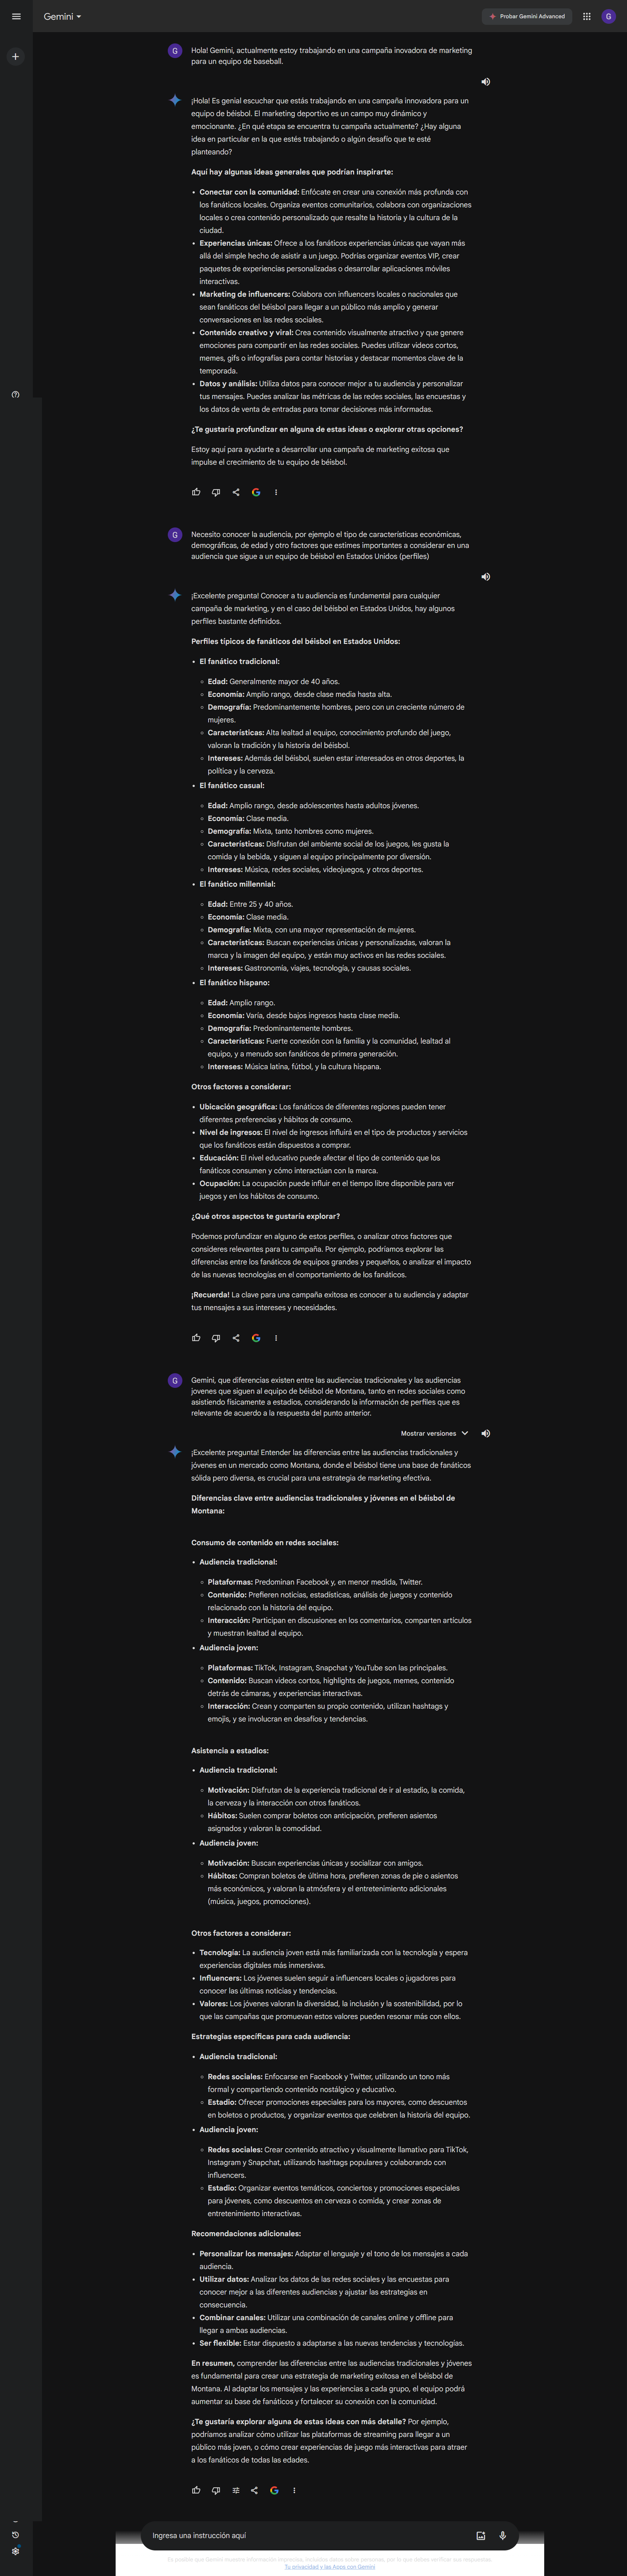 Gemini
Probar Gemini Advanced
G
G
Hola! Gemini, actualmente estoy trabajando en una campaña inovadora de marketing
para un equipo de baseball.
¡Hola! Es genial escuchar que estás trabajando en una campaña innovadora para un
equipo de béisbol. El marketing deportivo es un campo muy dinámico y
emocionante. ¿En qué etapa se encuentra tu campaña actualmente? ¿Hay alguna
idea en particular en la que estés trabajando o algún desafío que te esté
planteando?
Aquí hay algunas ideas generales que podrían inspirarte:
• Conectar con la comunidad: Enfócate en crear una conexión más profunda con
los fanáticos locales. Organiza eventos comunitarios, colabora con organizaciones
locales o crea contenido personalizado que resalte la historia y la cultura de la
ciudad.
• Experiencias únicas: Ofrece a los fanáticos experiencias únicas que vayan más
allá del simple hecho de asistir a un juego. Podrías organizar eventos VIP, crear
paquetes de experiencias personalizadas o desarrollar aplicaciones móviles
interactivas.
• Marketing de influencers: Colabora con influencers locales o nacionales que
sean fanáticos del béisbol para llegar a un público más amplio y generar
conversaciones en las redes sociales.
• Contenido creativo y viral: Crea contenido visualmente atractivo y que genere
emociones para compartir en las redes sociales. Puedes utilizar videos cortos,
memes, gifs o infografías para contar historias y destacar momentos clave de la
temporada.
• Datos y análisis: Utiliza datos para conocer mejor a tu audiencia y personalizar
tus mensajes. Puedes analizar las métricas de las redes sociales, las encuestas y
los datos de venta de entradas para tomar decisiones más informadas.
¿Te gustaría profundizar en alguna de estas ideas o explorar otras opciones?
Estoy aquí para ayudarte a desarrollar una campaña de marketing exitosa que
impulse el crecimiento de tu equipo de béisbol.
G
Necesito conocer la audiencia, por ejemplo el tipo de características económicas,
demográficas, de edad y otro factores que estimes importantes a considerar en una
audiencia que sigue a un equipo de béisbol en Estados Unidos (perfiles)
¡Excelente pregunta! Conocer a tu audiencia es fundamental para cualquier
campaña de marketing, y en el caso del béisbol en Estados Unidos, hay algunos
perfiles bastante definidos.
Perfiles típicos de fanáticos del béisbol en Estados Unidos:
• El fanático tradicional:
○ Edad: Generalmente mayor de 40 años.
○ Economía: Amplio rango, desde clase media hasta alta.
○ Demografía: Predominantemente hombres, pero con un creciente número de
mujeres.
○ Características: Alta lealtad al equipo, conocimiento profundo del juego,
valoran la tradición y la historia del béisbol.
○ Intereses: Además del béisbol, suelen estar interesados en otros deportes, la
política y la cerveza.
• El fanático casual:
○ Edad: Amplio rango, desde adolescentes hasta adultos jóvenes.
○ Economía: Clase media.
○ Demografía: Mixta, tanto hombres como mujeres.
○ Características: Disfrutan del ambiente social de los juegos, les gusta la
comida y la bebida, y siguen al equipo principalmente por diversión.
○ Intereses: Música, redes sociales, videojuegos, y otros deportes.
• El fanático millennial:
○ Edad: Entre 25 y 40 años.
○ Economía: Clase media.
○ Demografía: Mixta, con una mayor representación de mujeres.
○ Características: Buscan experiencias únicas y personalizadas, valoran la
marca y la imagen del equipo, y están muy activos en las redes sociales.
○ Intereses: Gastronomía, viajes, tecnología, y causas sociales.
• El fanático hispano:
○ Edad: Amplio rango.
○ Economía: Varía, desde bajos ingresos hasta clase media.
○ Demografía: Predominantemente hombres.
○ Características: Fuerte conexión con la familia y la comunidad, lealtad al
equipo, y a menudo son fanáticos de primera generación.
○ Intereses: Música latina, fútbol, y la cultura hispana.
Otros factores a considerar:
• Ubicación geográfica: Los fanáticos de diferentes regiones pueden tener
diferentes preferencias y hábitos de consumo.
• Nivel de ingresos: El nivel de ingresos influirá en el tipo de productos y servicios
que los fanáticos están dispuestos a comprar.
• Educación: El nivel educativo puede afectar el tipo de contenido que los
fanáticos consumen y cómo interactúan con la marca.
• Ocupación: La ocupación puede influir en el tiempo libre disponible para ver
juegos y en los hábitos de consumo.
¿Qué otros aspectos te gustaría explorar?
Podemos profundizar en alguno de estos perfiles, o analizar otros factores que
consideres relevantes para tu campaña. Por ejemplo, podríamos explorar las
diferencias entre los fanáticos de equipos grandes y pequeños, o analizar el impacto
de las nuevas tecnologías en el comportamiento de los fanáticos.
¡Recuerda! La clave para una campaña exitosa es conocer a tu audiencia y adaptar
tus mensajes a sus intereses y necesidades.
G
Gemini, que diferencias existen entre las audiencias tradicionales y las audiencias
jovenes que siguen al equipo de béisbol de Montana, tanto en redes sociales como
asistiendo fisicamente a estadios, considerando la información de perfiles que es
relevante de acuerdo a la respuesta del punto anterior.
Mostrar versiones
¡Excelente pregunta! Entender las diferencias entre las audiencias tradicionales y
jóvenes en un mercado como Montana, donde el béisbol tiene una base de fanáticos
sólida pero diversa, es crucial para una estrategia de marketing efectiva.
Diferencias clave entre audiencias tradicionales y jóvenes en el béisbol de
Montana:
Consumo de contenido en redes sociales:
• Audiencia tradicional:
○ Plataformas: Predominan Facebook y, en menor medida, Twitter.
○ Contenido: Prefieren noticias, estadísticas, análisis de juegos y contenido
relacionado con la historia del equipo.
○ Interacción: Participan en discusiones en los comentarios, comparten artículos
y muestran lealtad al equipo.
• Audiencia joven:
○ Plataformas: TikTok, Instagram, Snapchat y YouTube son las principales.
○ Contenido: Buscan videos cortos, highlights de juegos, memes, contenido
detrás de cámaras, y experiencias interactivas.
○ Interacción: Crean y comparten su propio contenido, utilizan hashtags y
emojis, y se involucran en desafíos y tendencias.
Asistencia a estadios:
• Audiencia tradicional:
○ Motivación: Disfrutan de la experiencia tradicional de ir al estadio, la comida,
la cerveza y la interacción con otros fanáticos.
○ Hábitos: Suelen comprar boletos con anticipación, prefieren asientos
asignados y valoran la comodidad.
• Audiencia joven:
○ Motivación: Buscan experiencias únicas y socializar con amigos.
○ Hábitos: Compran boletos de última hora, prefieren zonas de pie o asientos
más económicos, y valoran la atmósfera y el entretenimiento adicionales
(música, juegos, promociones).
Otros factores a considerar:
• Tecnología: La audiencia joven está más familiarizada con la tecnología y espera
experiencias digitales más inmersivas.
• Influencers: Los jóvenes suelen seguir a influencers locales o jugadores para
conocer las últimas noticias y tendencias.
• Valores: Los jóvenes valoran la diversidad, la inclusión y la sostenibilidad, por lo
que las campañas que promuevan estos valores pueden resonar más con ellos.
Estrategias específicas para cada audiencia:
• Audiencia tradicional:
○ Redes sociales: Enfocarse en Facebook y Twitter, utilizando un tono más
formal y compartiendo contenido nostálgico y educativo.
○ Estadio: Ofrecer promociones especiales para los mayores, como descuentos
en boletos o productos, y organizar eventos que celebren la historia del equipo.
• Audiencia joven:
○ Redes sociales: Crear contenido atractivo y visualmente llamativo para TikTok,
Instagram y Snapchat, utilizando hashtags populares y colaborando con
influencers.
○ Estadio: Organizar eventos temáticos, conciertos y promociones especiales
para jóvenes, como descuentos en cerveza o comida, y crear zonas de
entretenimiento interactivas.
Recomendaciones adicionales:
• Personalizar los mensajes: Adaptar el lenguaje y el tono de los mensajes a cada
audiencia.
• Utilizar datos: Analizar los datos de las redes sociales y las encuestas para
conocer mejor a las diferentes audiencias y ajustar las estrategias en
consecuencia.
• Combinar canales: Utilizar una combinación de canales online y offline para
llegar a ambas audiencias.
• Ser flexible: Estar dispuesto a adaptarse a las nuevas tendencias y tecnologías.
En resumen, comprender las diferencias entre las audiencias tradicionales y jóvenes
es fundamental para crear una estrategia de marketing exitosa en el béisbol de
Montana. Al adaptar los mensajes y las experiencias a cada grupo, el equipo podrá
aumentar su base de fanáticos y fortalecer su conexión con la comunidad.
¿Te gustaría explorar alguna de estas ideas con más detalle? Por ejemplo,
podríamos analizar cómo utilizar las plataformas de streaming para llegar a un
público más joven, o cómo crear experiencias de juego más interactivas para atraer
a los fanáticos de todas las edades.
Ingresa una instrucción aquí
Es posible que Gemini muestre información imprecisa, incluidos datos sobre personas, por lo que debes verificar sus respuestas.
Tu privacidad y las Apps con Gemini